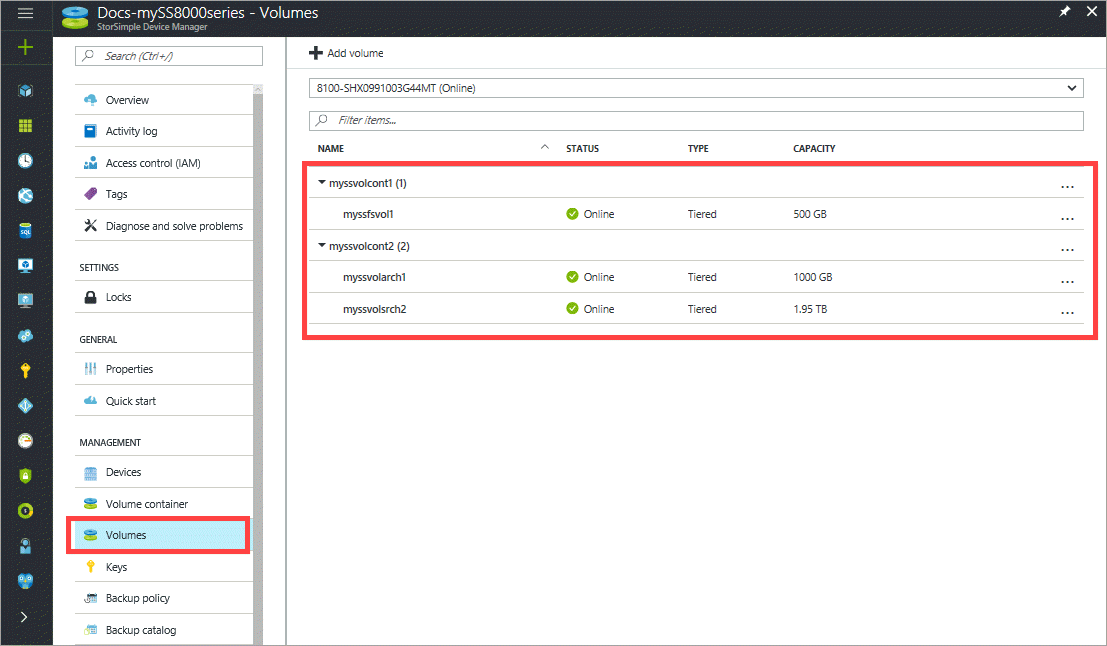 Docs-mySS8000series - Volumes
StorSimple Device Manager
Search (Ctrl+/)
Overview
Activity log
Access control (IAM)
Tags
Diagnose and solve problems
SETTINGS
Locks
GENERAL
Properties
Quick start
MANAGEMENT
Devices
Volume container
Volumes
Keys
Backup policy
Backup catalog
Add volume
8100-SHX0991003G44MT (Online)
Filter items...
NAME STATUS TYPE CAPACITY
myssvolcont1 (1) ...
myssfsvol1 Online Tiered 500 GB ...
myssvolcont2 (2) ...
myssvolarch1 Online Tiered 1000 GB ...
myssvolsrch2 Online Tiered 1.95 TB ...
SQL